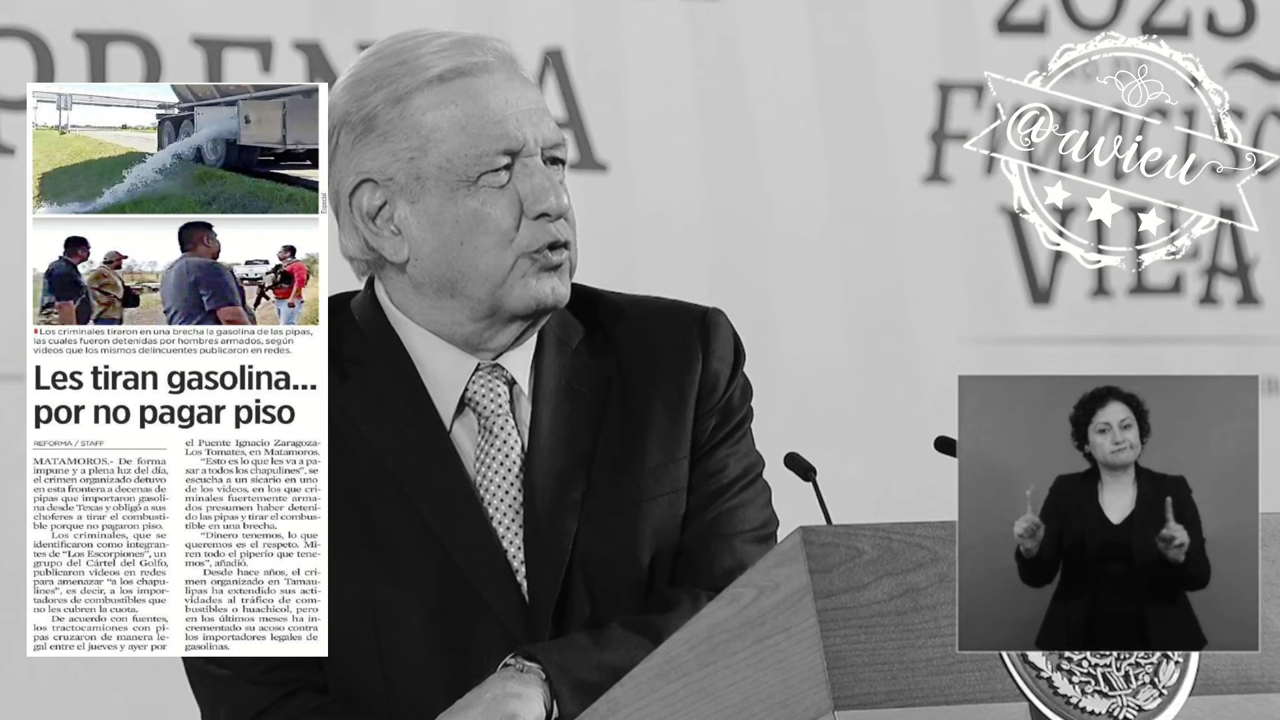 Especial
Los criminales tiraron en una brecha la gasolina de las pipas,
las cuales fueron detenidas por hombres armados, según
videos que los mismos delincuentes publicaron en redes.
Les tiran gasolina...
por no pagar piso
REFORMA / STAFF
MATAMOROS.- De forma
impune y a plena luz del día,
el crimen organizado detuvo
en esta frontera a decenas de
pipas que importaron gasoli-
na desde Texas y obligó a sus
choferes a tirar el combusti-
ble porque no pagaron piso.
Los criminales, que se
identificaron como integran-
tes de “Los Escorpiones”, un
grupo del Cártel del Golfo,
publicaron videos en redes
para amenazar “a los chapu-
lines”, es decir, a los impor-
tadores de combustibles que
no les cubren la cuota.
De acuerdo con fuentes,
los tractocamiones con pi-
pas cruzaron de manera le-
gal entre el jueves y ayer por
el Puente Ignacio Zaragoza-
Los Tomates, en Matamoros.
“Esto es lo que les va a pa-
sar a todos los chapulines”, se
escucha a un sicario en uno
de los videos, en los que cri-
minales fuertemente arma-
dos presumen haber deteni-
do las pipas y tirar el combus-
tible en una brecha.
“Dinero tenemos, lo que
queremos es el respeto. Mi-
ren todo el piperío que tene-
mos”, añadió.
Desde hace años, el cri-
men organizado en Tamau-
lipas ha extendido sus acti-
vidades al tráfico de com-
bustibles o huachicol, pero
en los últimos meses ha in-
crementado su acoso contra
los importadores legales de
gasolinas.
PRENSA
2023
VILLA
@avieu